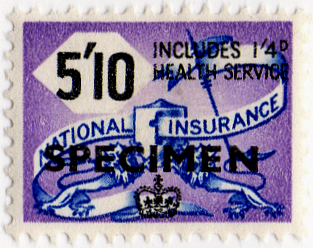 5'10
INCLUDES 1'4D
HEALTH SERVICE
NATIONAL INSURANCE
SPECIMEN